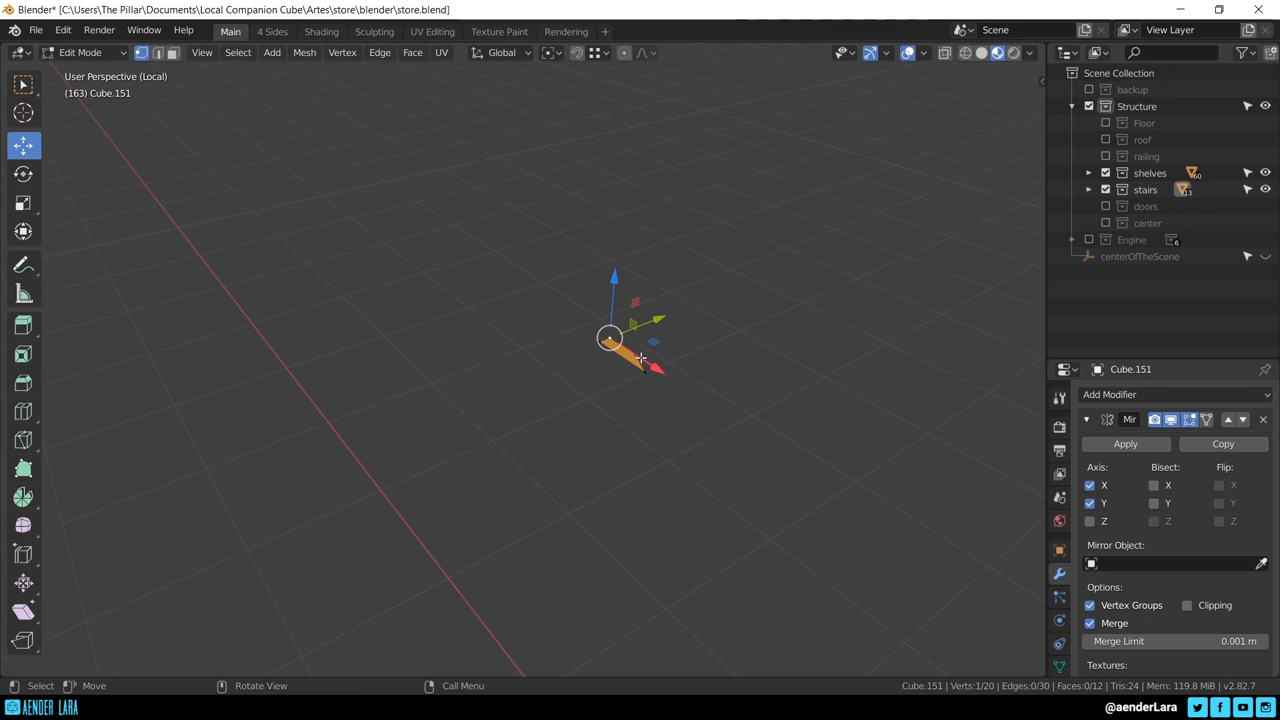 Blender* [C:\Users\The Pillar\Documents\Local Companion Cube\Artes\store\blender\store.blend]
File Edit Render Window Help Main 4 Sides Shading Sculpting UV Editing Texture Paint Rendering + Scene View Layer
Edit Mode View Select Add Mesh Vertex Edge Face UV Global
User Perspective (Local)
(163) Cube.151
Scene Collection
backup
Structure
Floor
roof
railing
shelves 60
stairs 13
doors
center
Engine 6
centerOfTheScene
Cube.151
Add Modifier
Mir
Apply Copy
Axis: Bisect: Flip:
X X X
Y Y Y
Z Z Z
Mirror Object:
Options:
Vertex Groups Clipping
Merge
Merge Limit 0.001 m
Textures:
Select Move Rotate View Call Menu Cube.151 | Verts:1/20 | Edges:0/30 | Faces:0/12 | Tris:24 | Mem: 119.8 MiB | v2.82.7
AENDER LARA @aenderLara